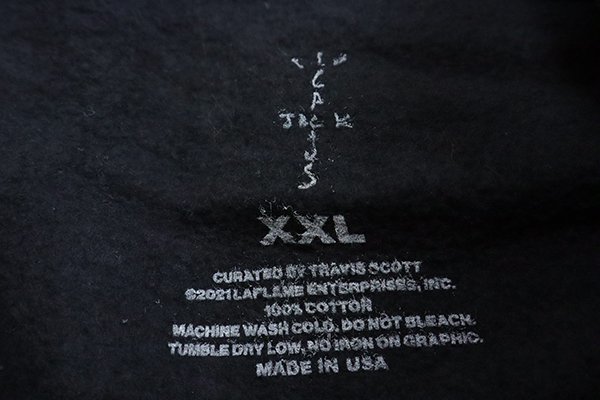 CACTUS
JACK
XXL
CURATED BY TRAVIS SCOTT
©2021 LAFLAME ENTERPRISES, INC.
100% COTTON
MACHINE WASH COLD. DO NOT BLEACH.
TUMBLE DRY LOW. NO IRON ON GRAPHIC.
MADE IN USA